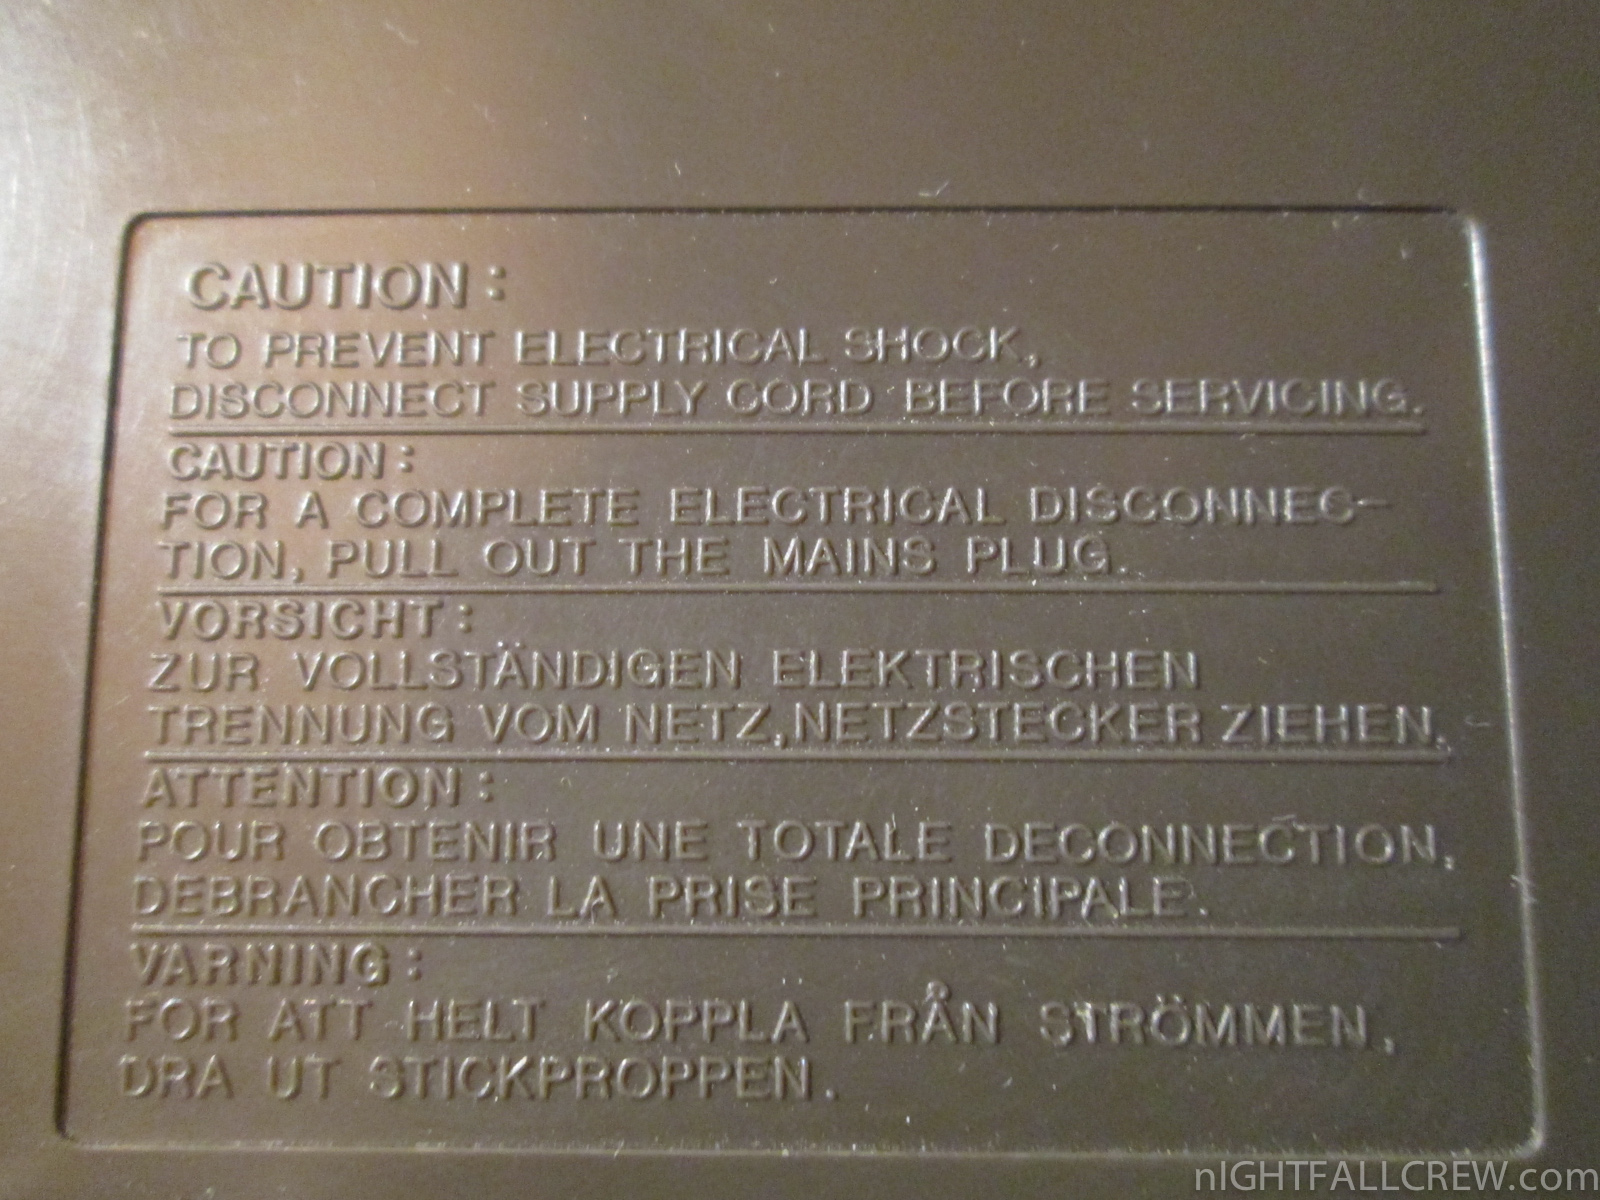 CAUTION:
TO PREVENT ELECTRICAL SHOCK,
DISCONNECT SUPPLY CORD BEFORE SERVICING.
CAUTION:
FOR A COMPLETE ELECTRICAL DISCONNEC-
TION, PULL OUT THE MAINS PLUG.
VORSICHT:
ZUR VOLLSTÄNDIGEN ELEKTRISCHEN
TRENNUNG VOM NETZ,NETZSTECKER ZIEHEN.
ATTENTION:
POUR OBTENIR UNE TOTALE DECONNECTION,
DEBRANCHER LA PRISE PRINCIPALE.
VARNING:
FOR ATT HELT KOPPLA FRÅN STRÖMMEN,
DRA UT STICKPROPPEN.
nIGHTFALLCREW.com